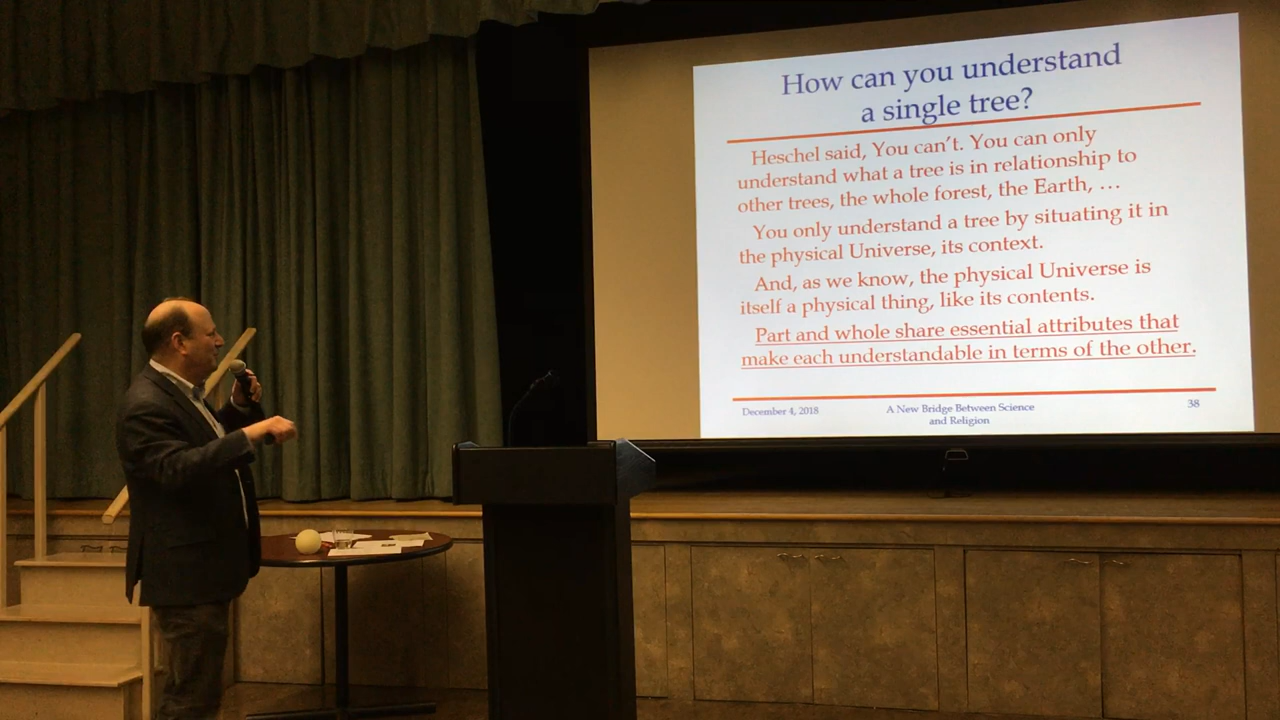 How can you understand
a single tree?
Heschel said, You can't. You can only
understand what a tree is in relationship to
other trees, the whole forest, the Earth, …
You only understand a tree by situating it in
the physical Universe, its context.
And, as we know, the physical Universe is
itself a physical thing, like its contents.
Part and whole share essential attributes that
make each understandable in terms of the other.
December 4, 2018
A New Bridge Between Science
and Religion
38